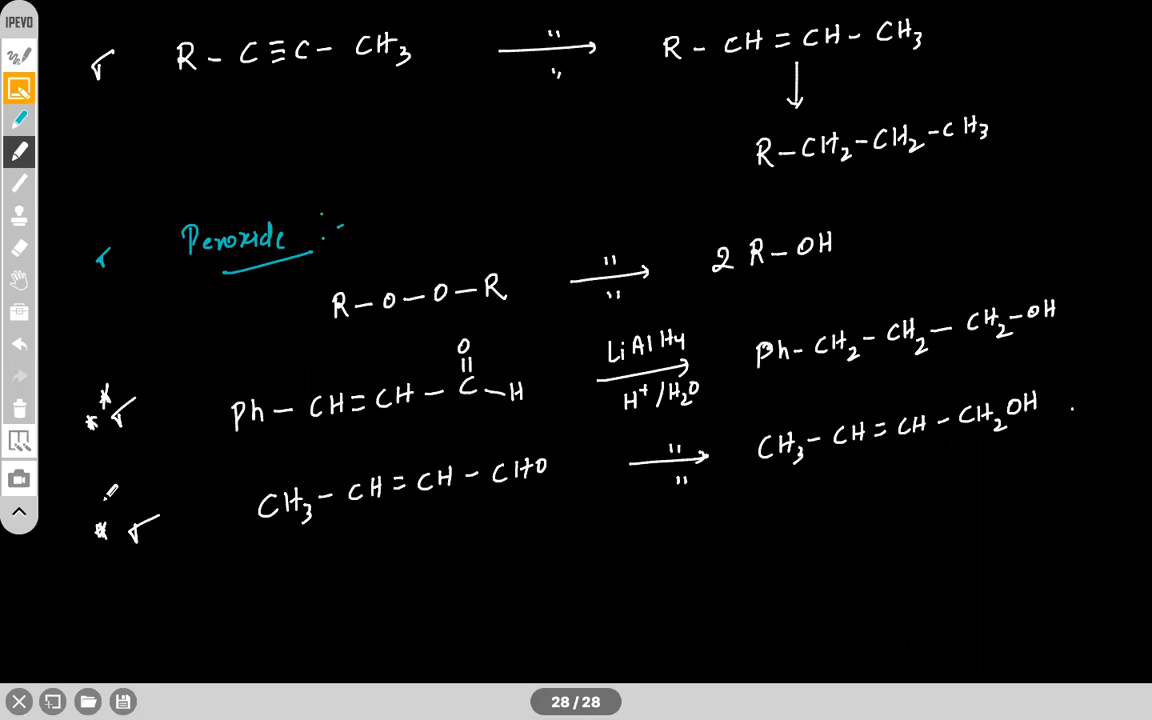 IPEVO
R - C ≡ C - CH3 " " R - CH = CH - CH3
R - CH2 - CH2 - CH3
Peroxide :-
R - O - O - R " " 2 R - OH
O
Ph - CH = CH - C - H LiAlH4 Ph - CH2 - CH2 - CH2 - OH
H+ / H2O
CH3 - CH = CH - CHO " " CH3 - CH = CH - CH2OH .
28 / 28